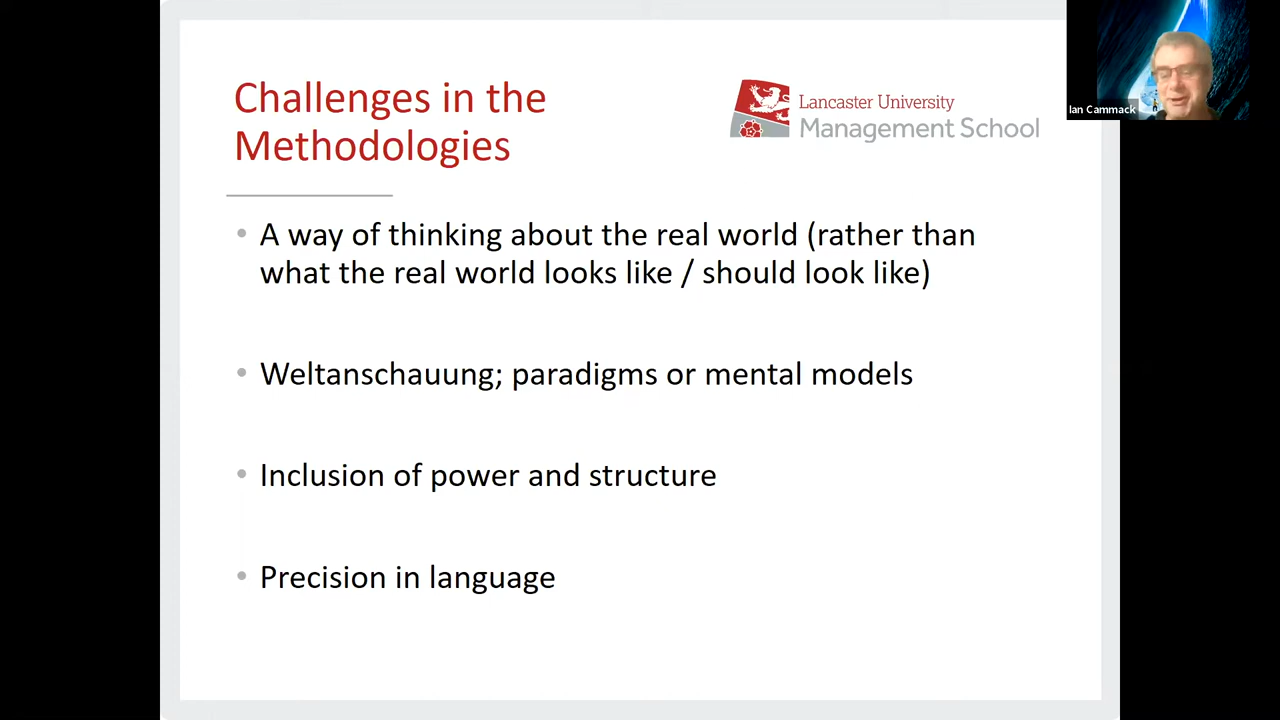 Challenges in the
Methodologies
Lancaster University
Management School
Ian Cammack
• A way of thinking about the real world (rather than
what the real world looks like / should look like)
• Weltanschauung; paradigms or mental models
• Inclusion of power and structure
• Precision in language